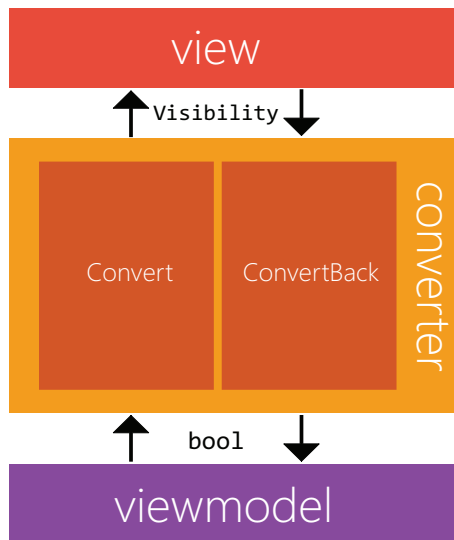 view
Visibility
Convert
ConvertBack
converter
bool
viewmodel